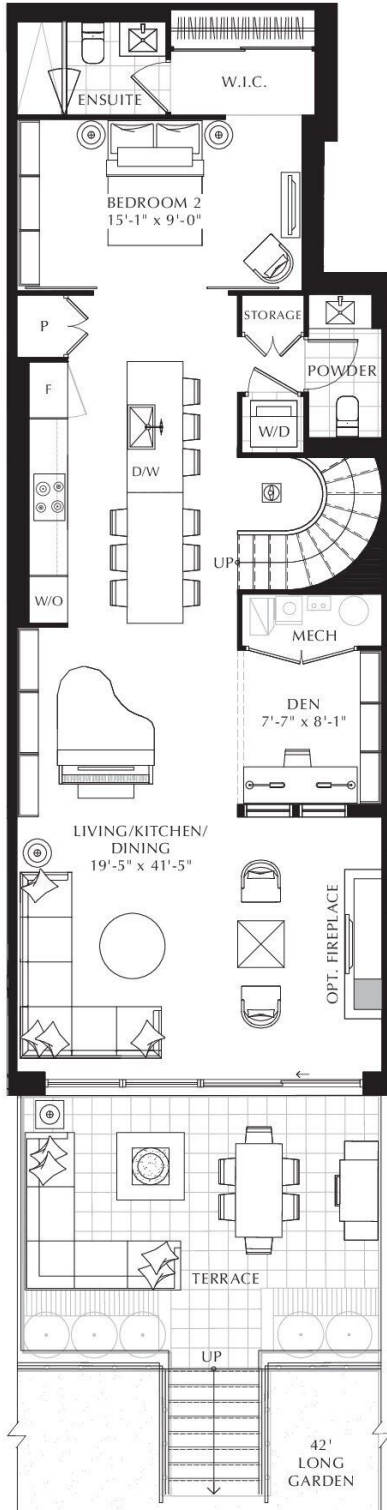 ENSUITE
W.I.C.
BEDROOM 2
15'-1" x 9'-0"
P
STORAGE
F
POWDER
W/D
D/W
UP
W/O
MECH
DEN
7'-7" x 8'-1"
LIVING/KITCHEN/
DINING
19'-5" x 41'-5"
OPT. FIREPLACE
TERRACE
UP
42'
LONG
GARDEN